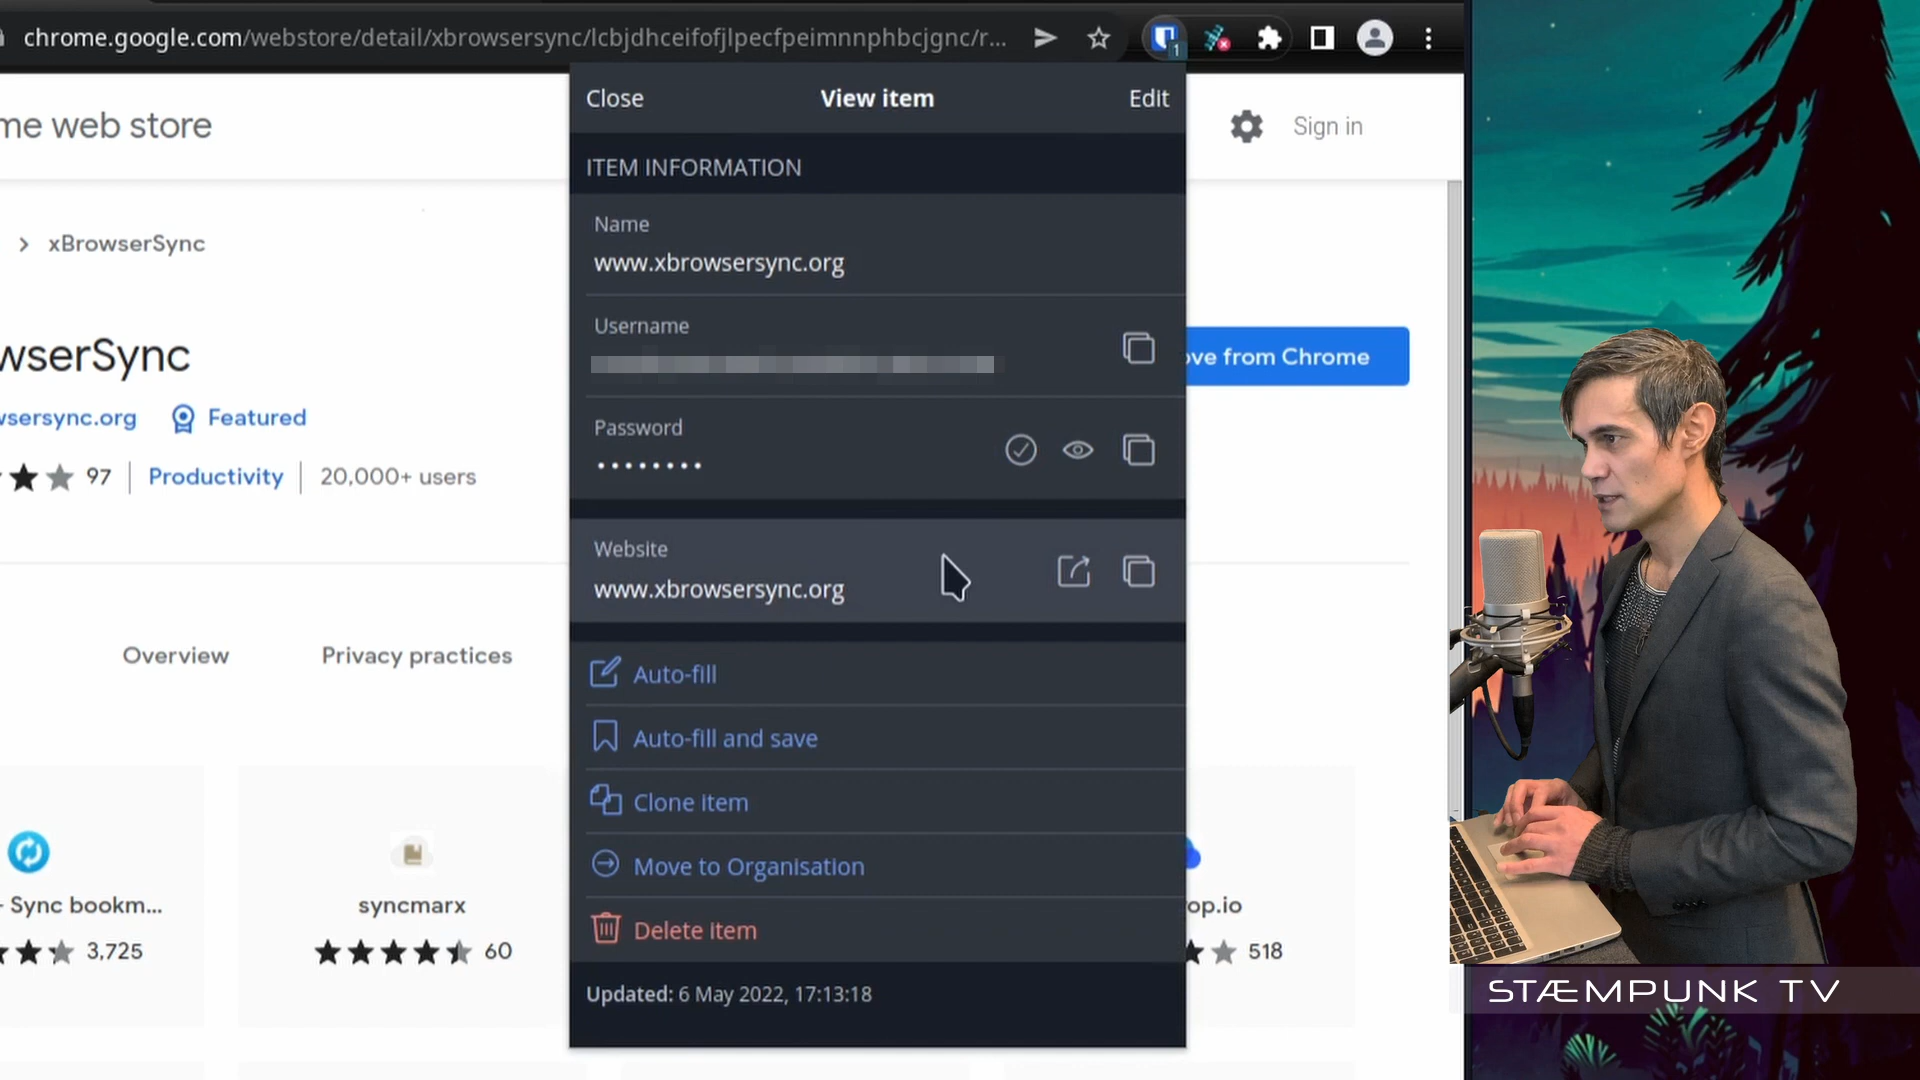 chrome.google.com/webstore/detail/xbrowsersync/lcbjdhceifofjlpecfpeimnnphbcjgnc/r...
1
Close
View item
Edit
me web store
Sign in
ITEM INFORMATION
Name
www.xbrowsersync.org
xBrowserSync
Username
wserSync
ove from Chrome
wsersync.org
Featured
Password
••••••••
97
Productivity
20,000+ users
Website
www.xbrowsersync.org
Overview
Privacy practices
Auto-fill
Auto-fill and save
Clone item
Move to Organisation
Delete item
- Sync bookm...
syncmarx
op.io
3,725
60
518
Updated: 6 May 2022, 17:13:18
STÆMPUNK TV